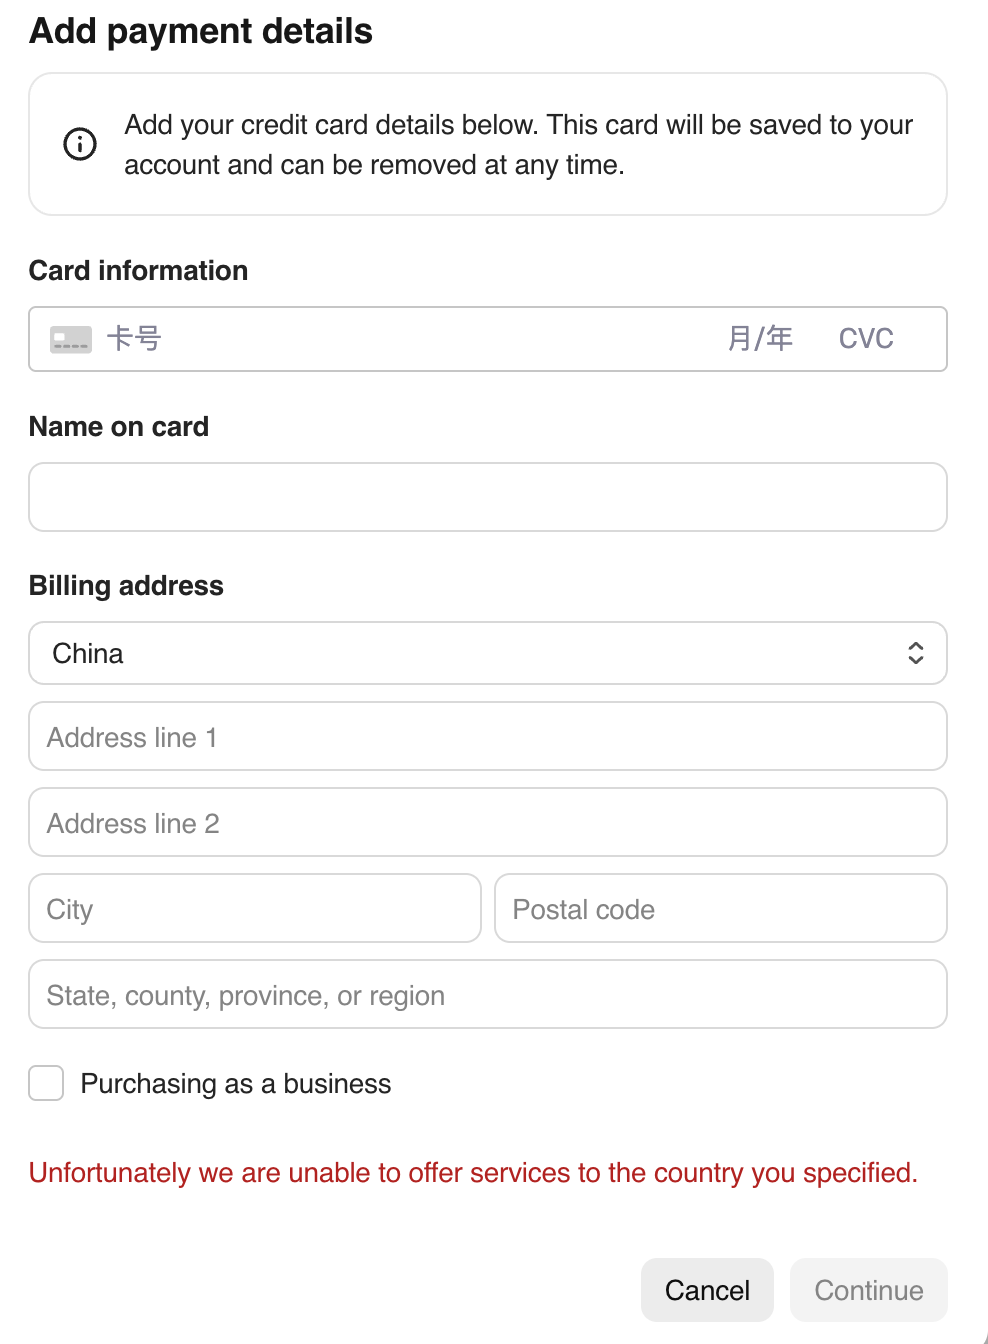 Add payment details
Add your credit card details below. This card will be saved to your
account and can be removed at any time.
Card information
卡号 月/年 CVC
Name on card
Billing address
China
Address line 1
Address line 2
City Postal code
State, county, province, or region
Purchasing as a business
Unfortunately we are unable to offer services to the country you specified.
Cancel Continue